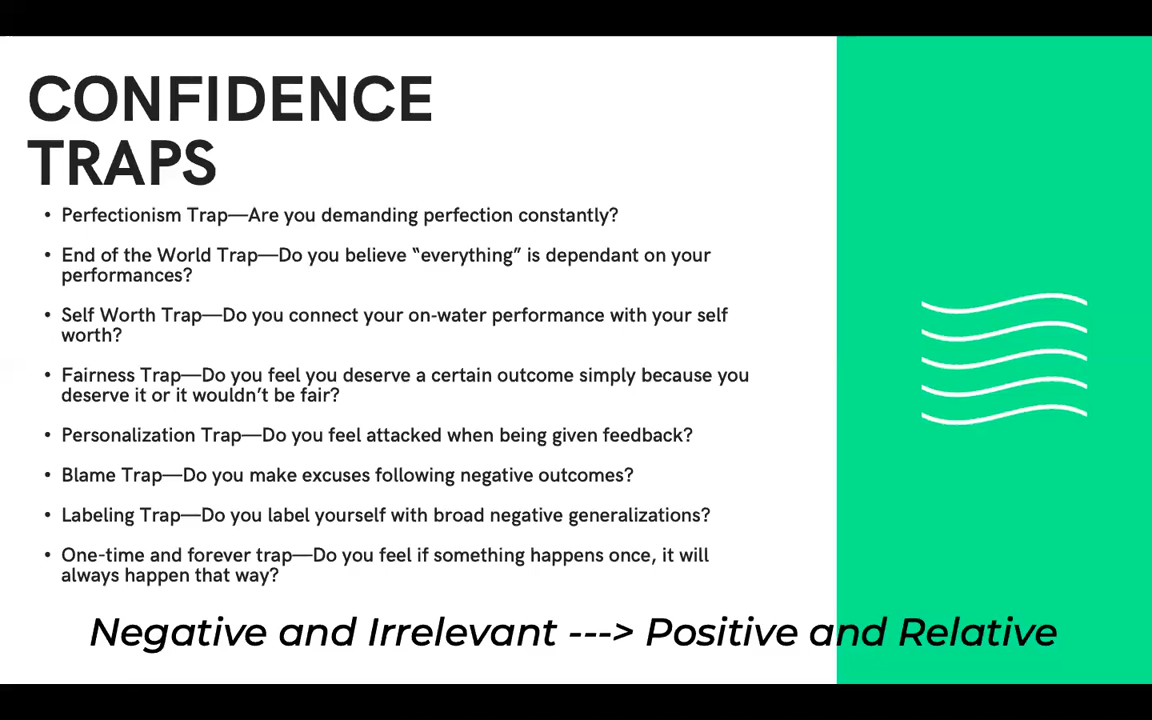 CONFIDENCE
TRAPS
• Perfectionism Trap—Are you demanding perfection constantly?
• End of the World Trap—Do you believe “everything” is dependant on your
performances?
• Self Worth Trap—Do you connect your on-water performance with your self
worth?
• Fairness Trap—Do you feel you deserve a certain outcome simply because you
deserve it or it wouldn’t be fair?
• Personalization Trap—Do you feel attacked when being given feedback?
• Blame Trap—Do you make excuses following negative outcomes?
• Labeling Trap—Do you label yourself with broad negative generalizations?
• One-time and forever trap—Do you feel if something happens once, it will
always happen that way?
Negative and Irrelevant ---> Positive and Relative